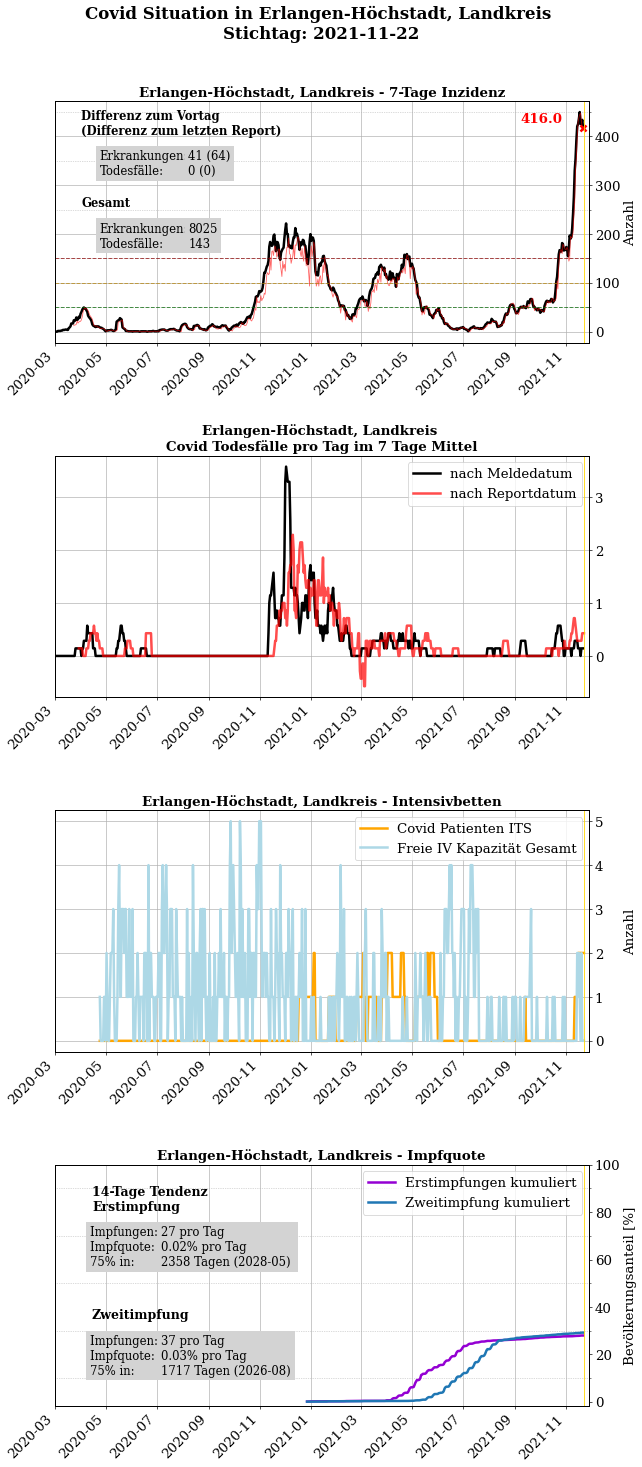 Covid Situation in Erlangen-Höchstadt, Landkreis
Stichtag: 2021-11-22
Erlangen-Höchstadt, Landkreis - 7-Tage Inzidenz
Differenz zum Vortag
(Differenz zum letzten Report)
Erkrankungen 41 (64)
Todesfälle: 0 (0)
Gesamt
Erkrankungen 8025
Todesfälle: 143
416.0
400
300
200
100
0
Anzahl
2020-03
2020-05
2020-07
2020-09
2020-11
2021-01
2021-03
2021-05
2021-07
2021-09
2021-11
Erlangen-Höchstadt, Landkreis
Covid Todesfälle pro Tag im 7 Tage Mittel
nach Meldedatum
nach Reportdatum
3
2
1
0
2020-03
2020-05
2020-07
2020-09
2020-11
2021-01
2021-03
2021-05
2021-07
2021-09
2021-11
Erlangen-Höchstadt, Landkreis - Intensivbetten
Covid Patienten ITS
Freie IV Kapazität Gesamt
5
4
3
2
1
0
Anzahl
2020-03
2020-05
2020-07
2020-09
2020-11
2021-01
2021-03
2021-05
2021-07
2021-09
2021-11
Erlangen-Höchstadt, Landkreis - Impfquote
14-Tage Tendenz
Erstimpfung
Impfungen: 27 pro Tag
Impfquote: 0.02% pro Tag
75% in: 2358 Tagen (2028-05)
Zweitimpfung
Impfungen: 37 pro Tag
Impfquote: 0.03% pro Tag
75% in: 1717 Tagen (2026-08)
Erstimpfungen kumuliert
Zweitimpfung kumuliert
100
80
60
40
20
0
Bevölkerungsanteil [%]
2020-03
2020-05
2020-07
2020-09
2020-11
2021-01
2021-03
2021-05
2021-07
2021-09
2021-11